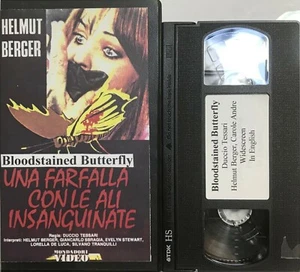 HELMUT
BERGER
Bloodstained Butterfly
UNA FARFALLA
CON LE ALI
INSANGUINATE
Regia: DUCCIO TESSARI
Interpreti: HELMUT BERGER, GIANCARLO SBRAGIA, EVELYN STEWART,
LORELLA DE LUCA, SILVANO TRANQUILLI
VIDEO
Bloodstained Butterfly
Duccio Tessari
Helmut Berger, Carole Andre
Widescreen
In English
TDK HS